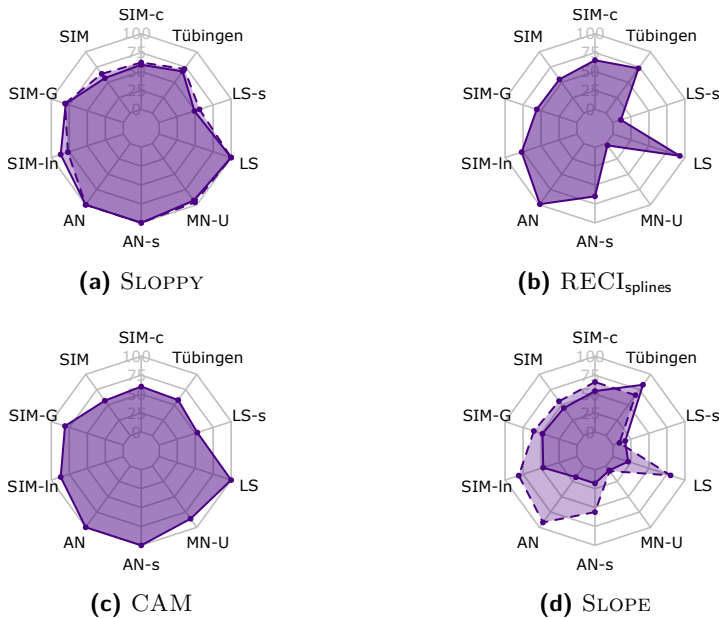 SIM-c
Tübingen
SIM
100
75
50
25
0
SIM-G
LS-s
SIM-ln
LS
AN
MN-U
AN-s
(a) SLOPPY
SIM-c
Tübingen
SIM
100
75
50
25
0
SIM-G
LS-s
SIM-ln
LS
AN
MN-U
AN-s
(b) RECIsplines
SIM-c
Tübingen
SIM
100
75
50
25
0
SIM-G
LS-s
SIM-ln
LS
AN
MN-U
AN-s
(c) CAM
SIM-c
Tübingen
SIM
100
75
50
25
0
SIM-G
LS-s
SIM-ln
LS
AN
MN-U
AN-s
(d) SLOPE